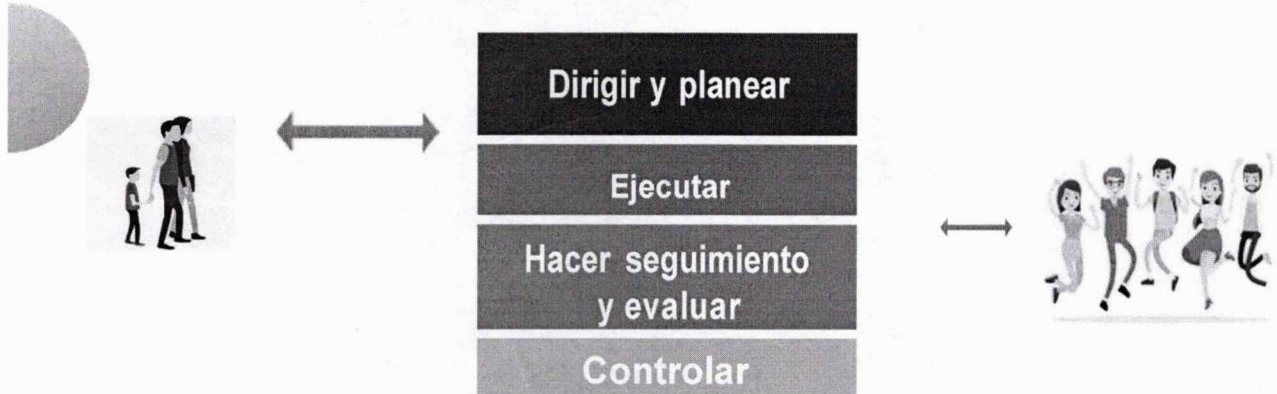 Dirigir y planear
Ejecutar
Hacer seguimiento
y evaluar
Controlar